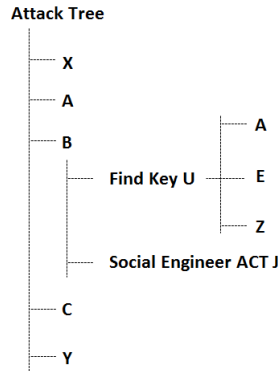 Attack Tree
X
A
B
Find Key U
A
E
Z
Social Engineer ACT J
C
Y